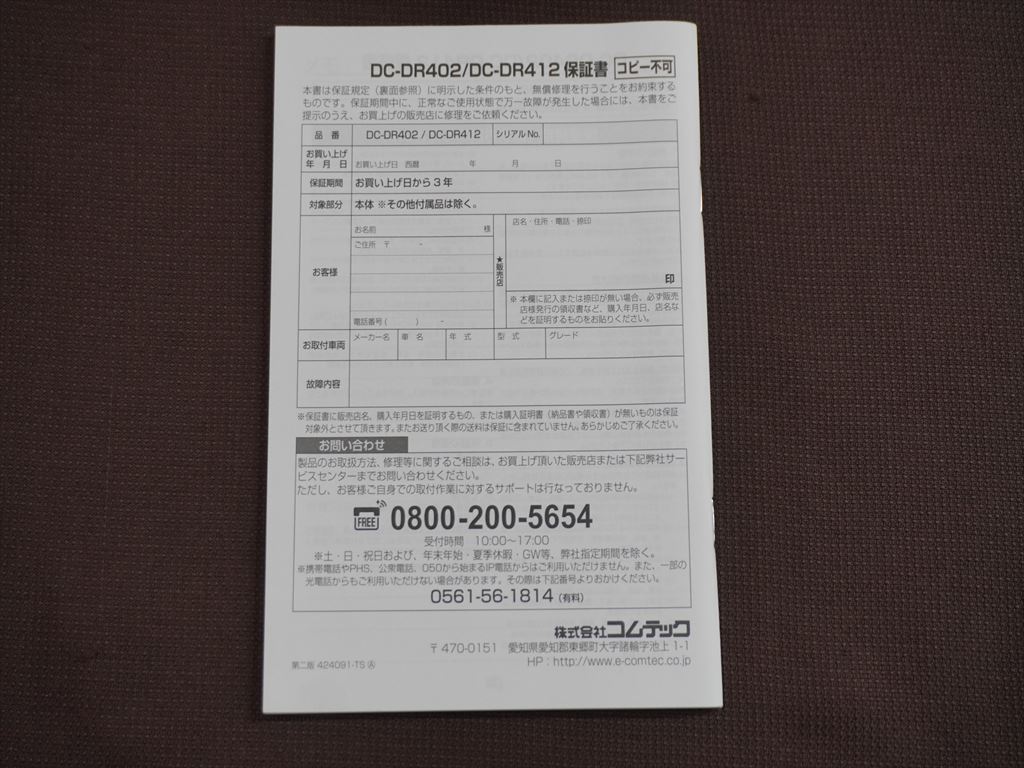 DC-DR402/DC-DR412 保証書 コピー不可
本書は保証規定（裏面参照）に明示した条件のもと、無償修理を行うことをお約束する
ものです。保証期間中に、正常なご使用状態で万一故障が発生した場合には、本書をご
提示のうえ、お買上げの販売店に修理をご依頼ください。
品 番 DC-DR402 / DC-DR412 シリアルNo.
お買い上げ
年 月 日 お買い上げ日 西暦 年 月 日
保証期間 お買い上げ日から3年
対象部分 本体 ※その他付属品は除く。
お客様
お名前 様
ご住所 〒 -
電話番号( ) -
★販売店
店名・住所・電話・捺印
印
※ 本欄に記入または捺印が無い場合、必ず販売
店様発行の領収書など、購入年月日、店名な
どを証明するものをお貼りください。
お取付車両 メーカー名 車 名 年 式 型 式 グレード
故障内容
※保証書に販売店名、購入年月日を証明するもの、または購入証明書（納品書や領収書）が無いものは保証
対象外とさせて頂きます。またお送り頂く際の送料は保証に含まれていません。あらかじめご了承ください。
お問い合わせ
製品のお取扱方法、修理等に関するご相談は、お買上げ頂いた販売店または下記弊社サー
ビスセンターまでお問い合わせください。
ただし、お客様ご自身での取付作業に対するサポートは行なっておりません。
FREE 0800-200-5654
受付時間 10:00〜17:00
※土・日・祝日および、年末年始・夏季休暇・GW等、弊社指定期間を除く。
※携帯電話やPHS、公衆電話、050から始まるIP電話からはご利用いただけません。また、一部の
光電話からもご利用いただけない場合があります。その際は下記番号よりおかけください。
0561-56-1814（有料）
株式会社コムテック
〒470-0151 愛知県愛知郡東郷町大字諸輪字池上 1-1
第二版 424091-TS Ⓐ
HP：http://www.e-comtec.co.jp